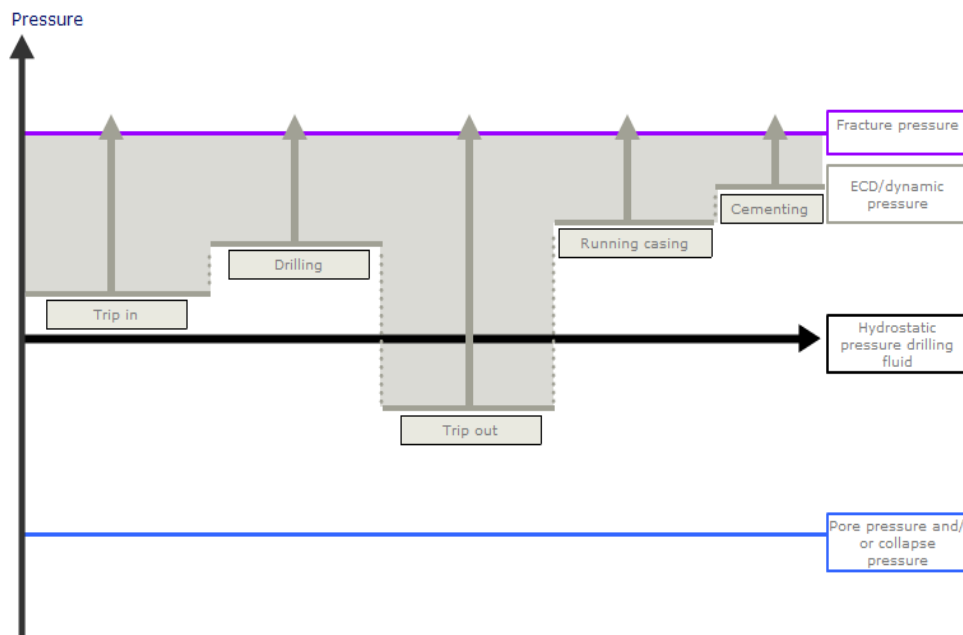 Pressure
Fracture pressure
ECD/dynamic
pressure
Cementing
Running casing
Drilling
Trip in
Hydrostatic
pressure drilling
fluid
Trip out
Pore pressure and/
or collapse
pressure